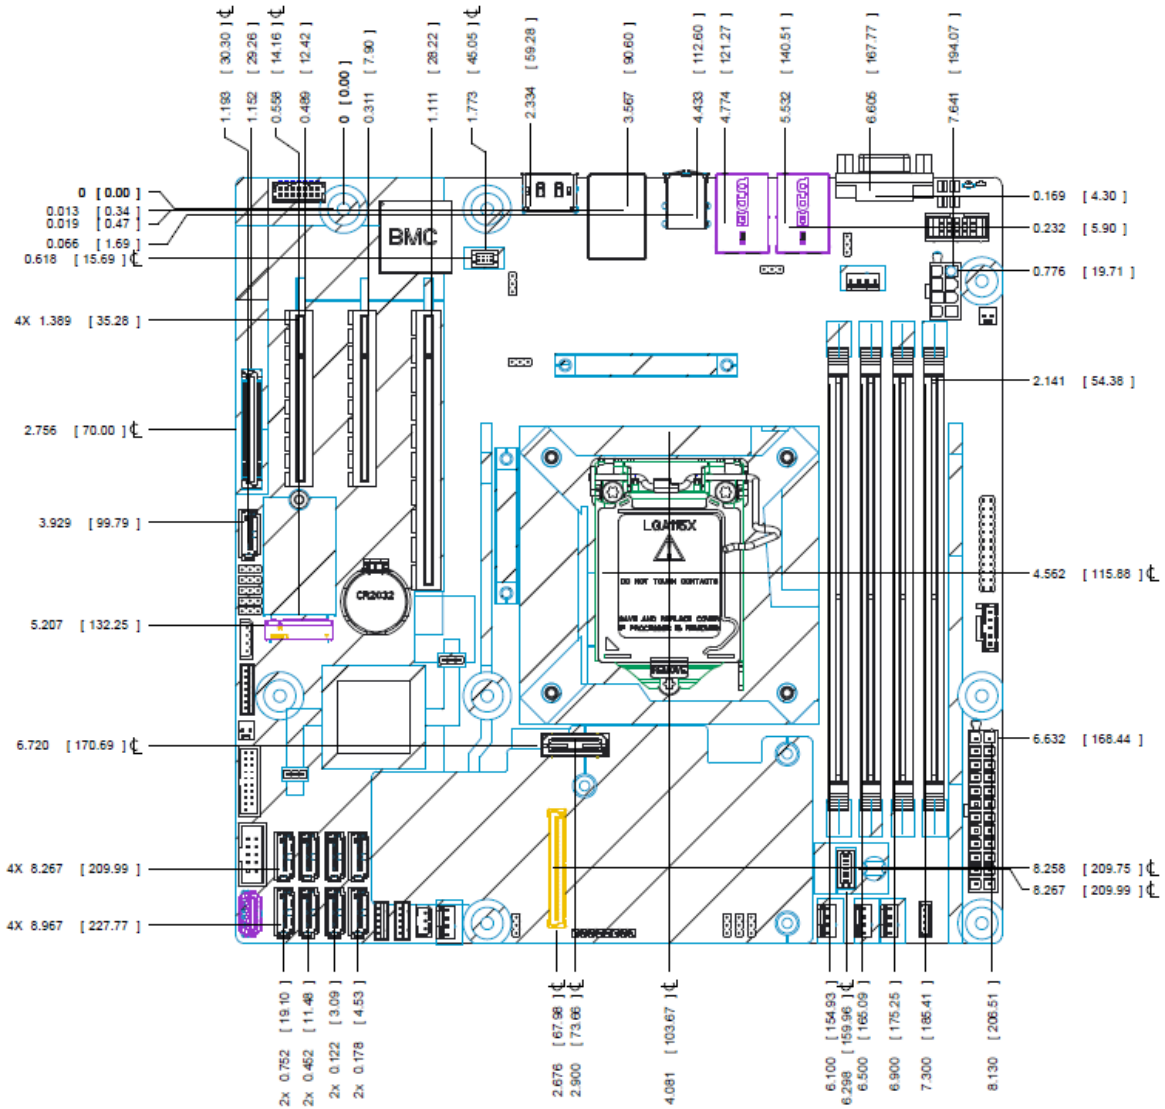 1.193 [ 30.30 ] ℄
1.152 [ 29.26 ]
0.558 [ 14.16 ] ℄
0.489 [ 12.42 ]
0 [ 0.00 ]
0.311 [ 7.90 ]
1.111 [ 28.22 ]
1.773 [ 45.05 ] ℄
2.334 [ 59.28 ]
3.567 [ 90.60 ]
4.433 [ 112.60 ]
4.774 [ 121.27 ]
5.532 [ 140.51 ]
6.605 [ 167.77 ]
7.641 [ 194.07 ]
0 [ 0.00 ]
0.013 [ 0.34 ]
0.019 [ 0.47 ]
0.066 [ 1.69 ]
0.618 [ 15.69 ] ℄
4X 1.389 [ 35.28 ]
2.756 [ 70.00 ] ℄
3.929 [ 99.79 ]
5.207 [ 132.25 ]
6.720 [ 170.69 ] ℄
4X 8.267 [ 209.99 ]
4X 8.967 [ 227.77 ]
BMC
LGA115X
DO NOT TOUCH CONTACTS
SAVE AND REPLACE COVER
IF PROCESSOR IS REMOVED
REMOVE
CR2032
0.169 [ 4.30 ]
0.232 [ 5.90 ]
0.776 [ 19.71 ]
2.141 [ 54.38 ]
4.562 [ 115.88 ] ℄
6.632 [ 168.44 ]
8.258 [ 209.75 ] ℄
8.267 [ 209.99 ] ℄
2x 0.752 [ 19.10 ]
2x 0.452 [ 11.48 ]
2x 0.122 [ 3.09 ]
2x 0.178 [ 4.53 ]
2.676 [ 67.98 ] ℄
2.900 [ 73.66 ] ℄
4.081 [ 103.67 ] ℄
6.100 [ 154.93 ]
6.298 [ 159.96 ] ℄
6.500 [ 165.09 ]
6.900 [ 175.25 ]
7.300 [ 185.41 ]
8.130 [ 206.51 ]